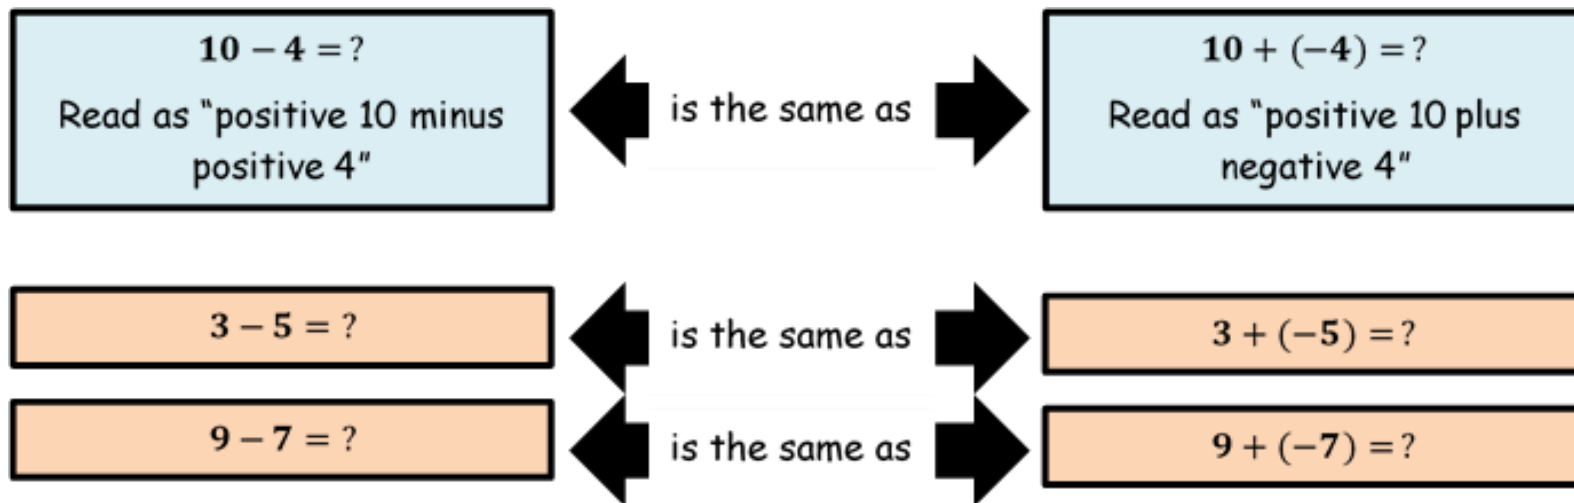 10 − 4 = ?
Read as “positive 10 minus
positive 4”
is the same as
10 + (−4) = ?
Read as “positive 10 plus
negative 4”
3 − 5 = ?
is the same as
3 + (−5) = ?
9 − 7 = ?
is the same as
9 + (−7) = ?